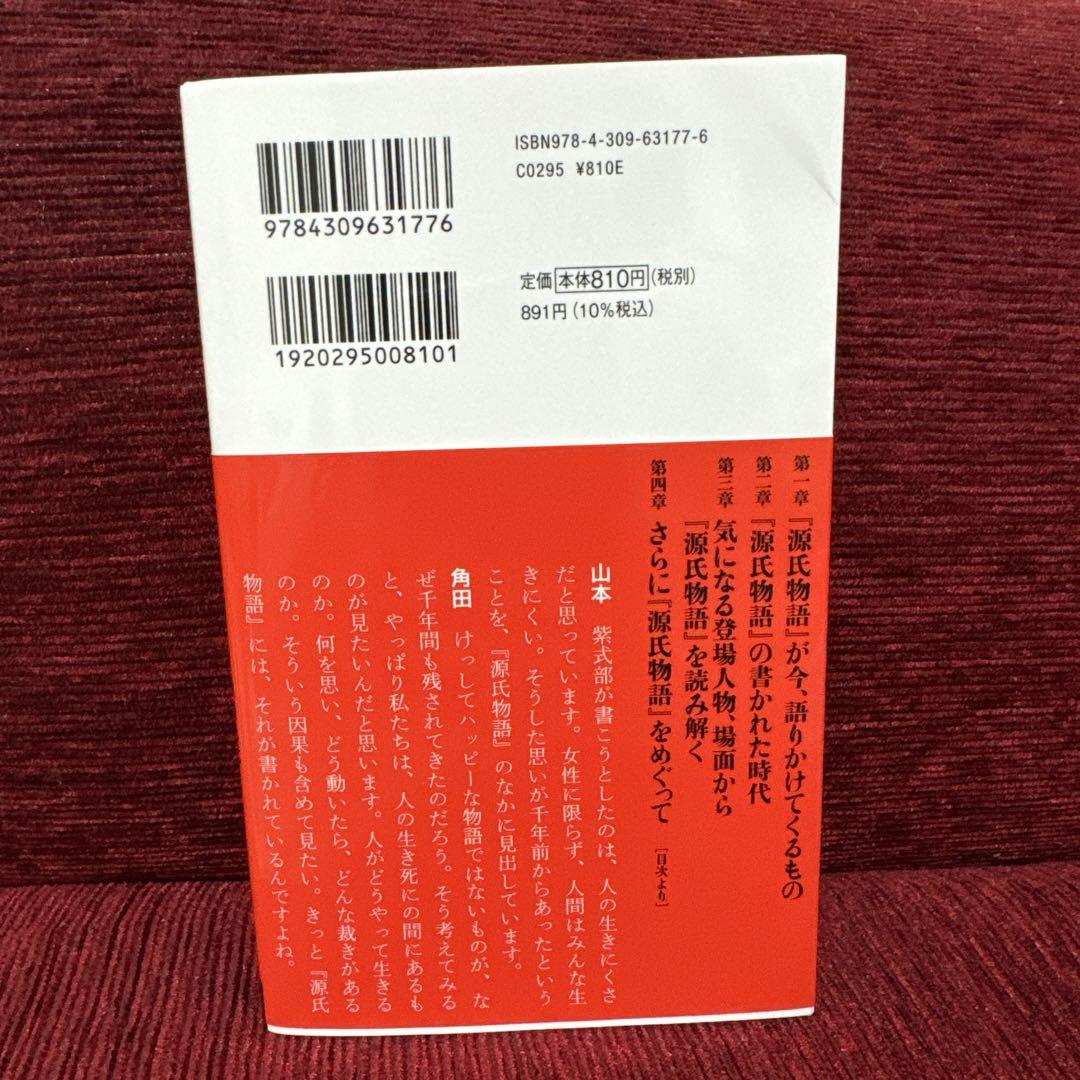 ISBN978-4-309-63177-6
C0295 ¥810E
9784309631776
定価 本体810円 (税別)
891円 (10%税込)
1920295008101
第一章 『源氏物語』が今、語りかけてくるもの
第二章 『源氏物語』の書かれた時代
第三章 気になる登場人物、場面から
『源氏物語』を読み解く
第四章 さらに『源氏物語』をめぐって [目次より]
山本 紫式部が書こうとしたのは、人の生きにくさ
だと思っています。女性に限らず、人間はみんな生
きにくい。そうした思いが千年前からあったという
ことを、『源氏物語』のなかに見出しています。
角田 けっしてハッピーな物語ではないものが、な
ぜ千年間も残されてきたのだろう。そう考えてみる
と、やっぱり私たちは、人の生き死にの間にあるも
のが見たいんだと思います。人がどうやって生きる
のか。何を思い、どう動いたら、どんな裁きがある
のか。そういう因果も含めて見たい。きっと『源氏
物語』には、それが書かれているんですよね。